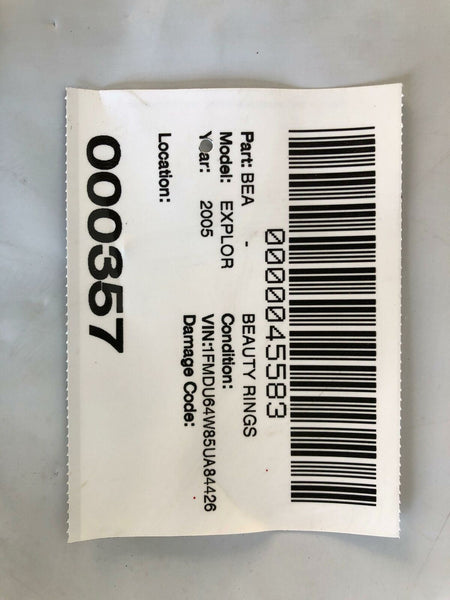 0000045583
Part: BEA - BEAUTY RINGS
Model: EXPLOR Condition:
Year: 2005 VIN:1FMDU64W85UA84426
Damage Code:
Location:
000357